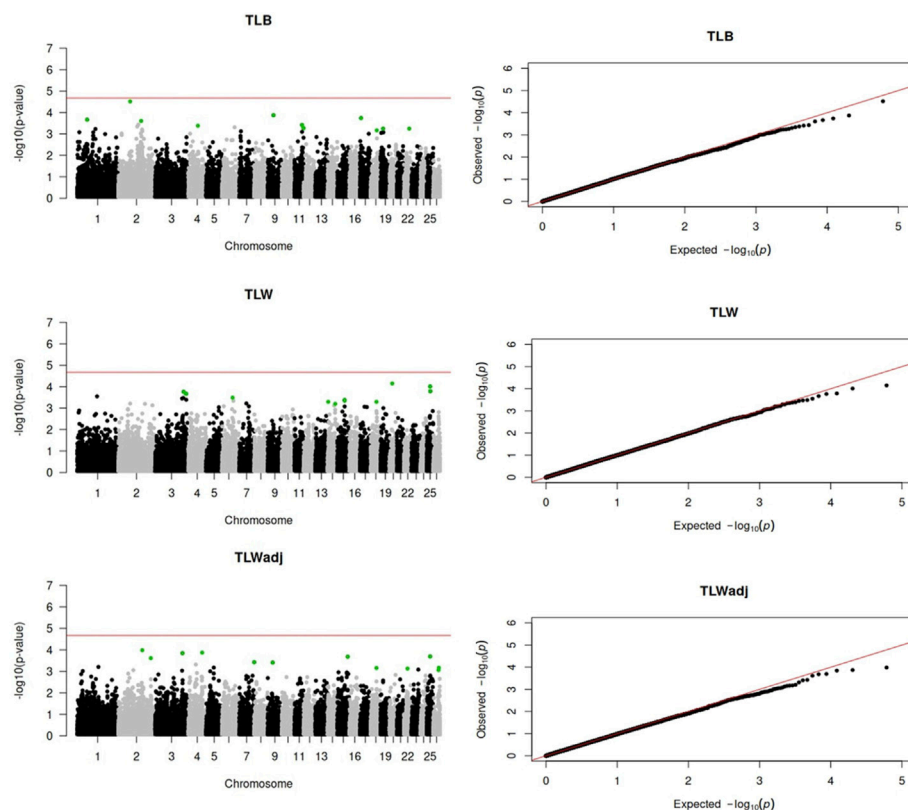 TLB
7
6
5
4
3
2
1
0
-log10(p-value)
1 2 3 4 5 7 9 11 13 16 19 22 25
Chromosome
TLB
6
5
4
3
2
1
0
Observed −log10(p)
0 1 2 3 4 5
Expected −log10(p)
TLW
7
6
5
4
3
2
1
0
-log10(p-value)
1 2 3 4 5 7 9 11 13 16 19 22 25
Chromosome
TLW
6
5
4
3
2
1
0
Observed −log10(p)
0 1 2 3 4 5
Expected −log10(p)
TLWadj
7
6
5
4
3
2
1
0
-log10(p-value)
1 2 3 4 5 7 9 11 13 16 19 22 25
Chromosome
TLWadj
6
5
4
3
2
1
0
Observed −log10(p)
0 1 2 3 4 5
Expected −log10(p)